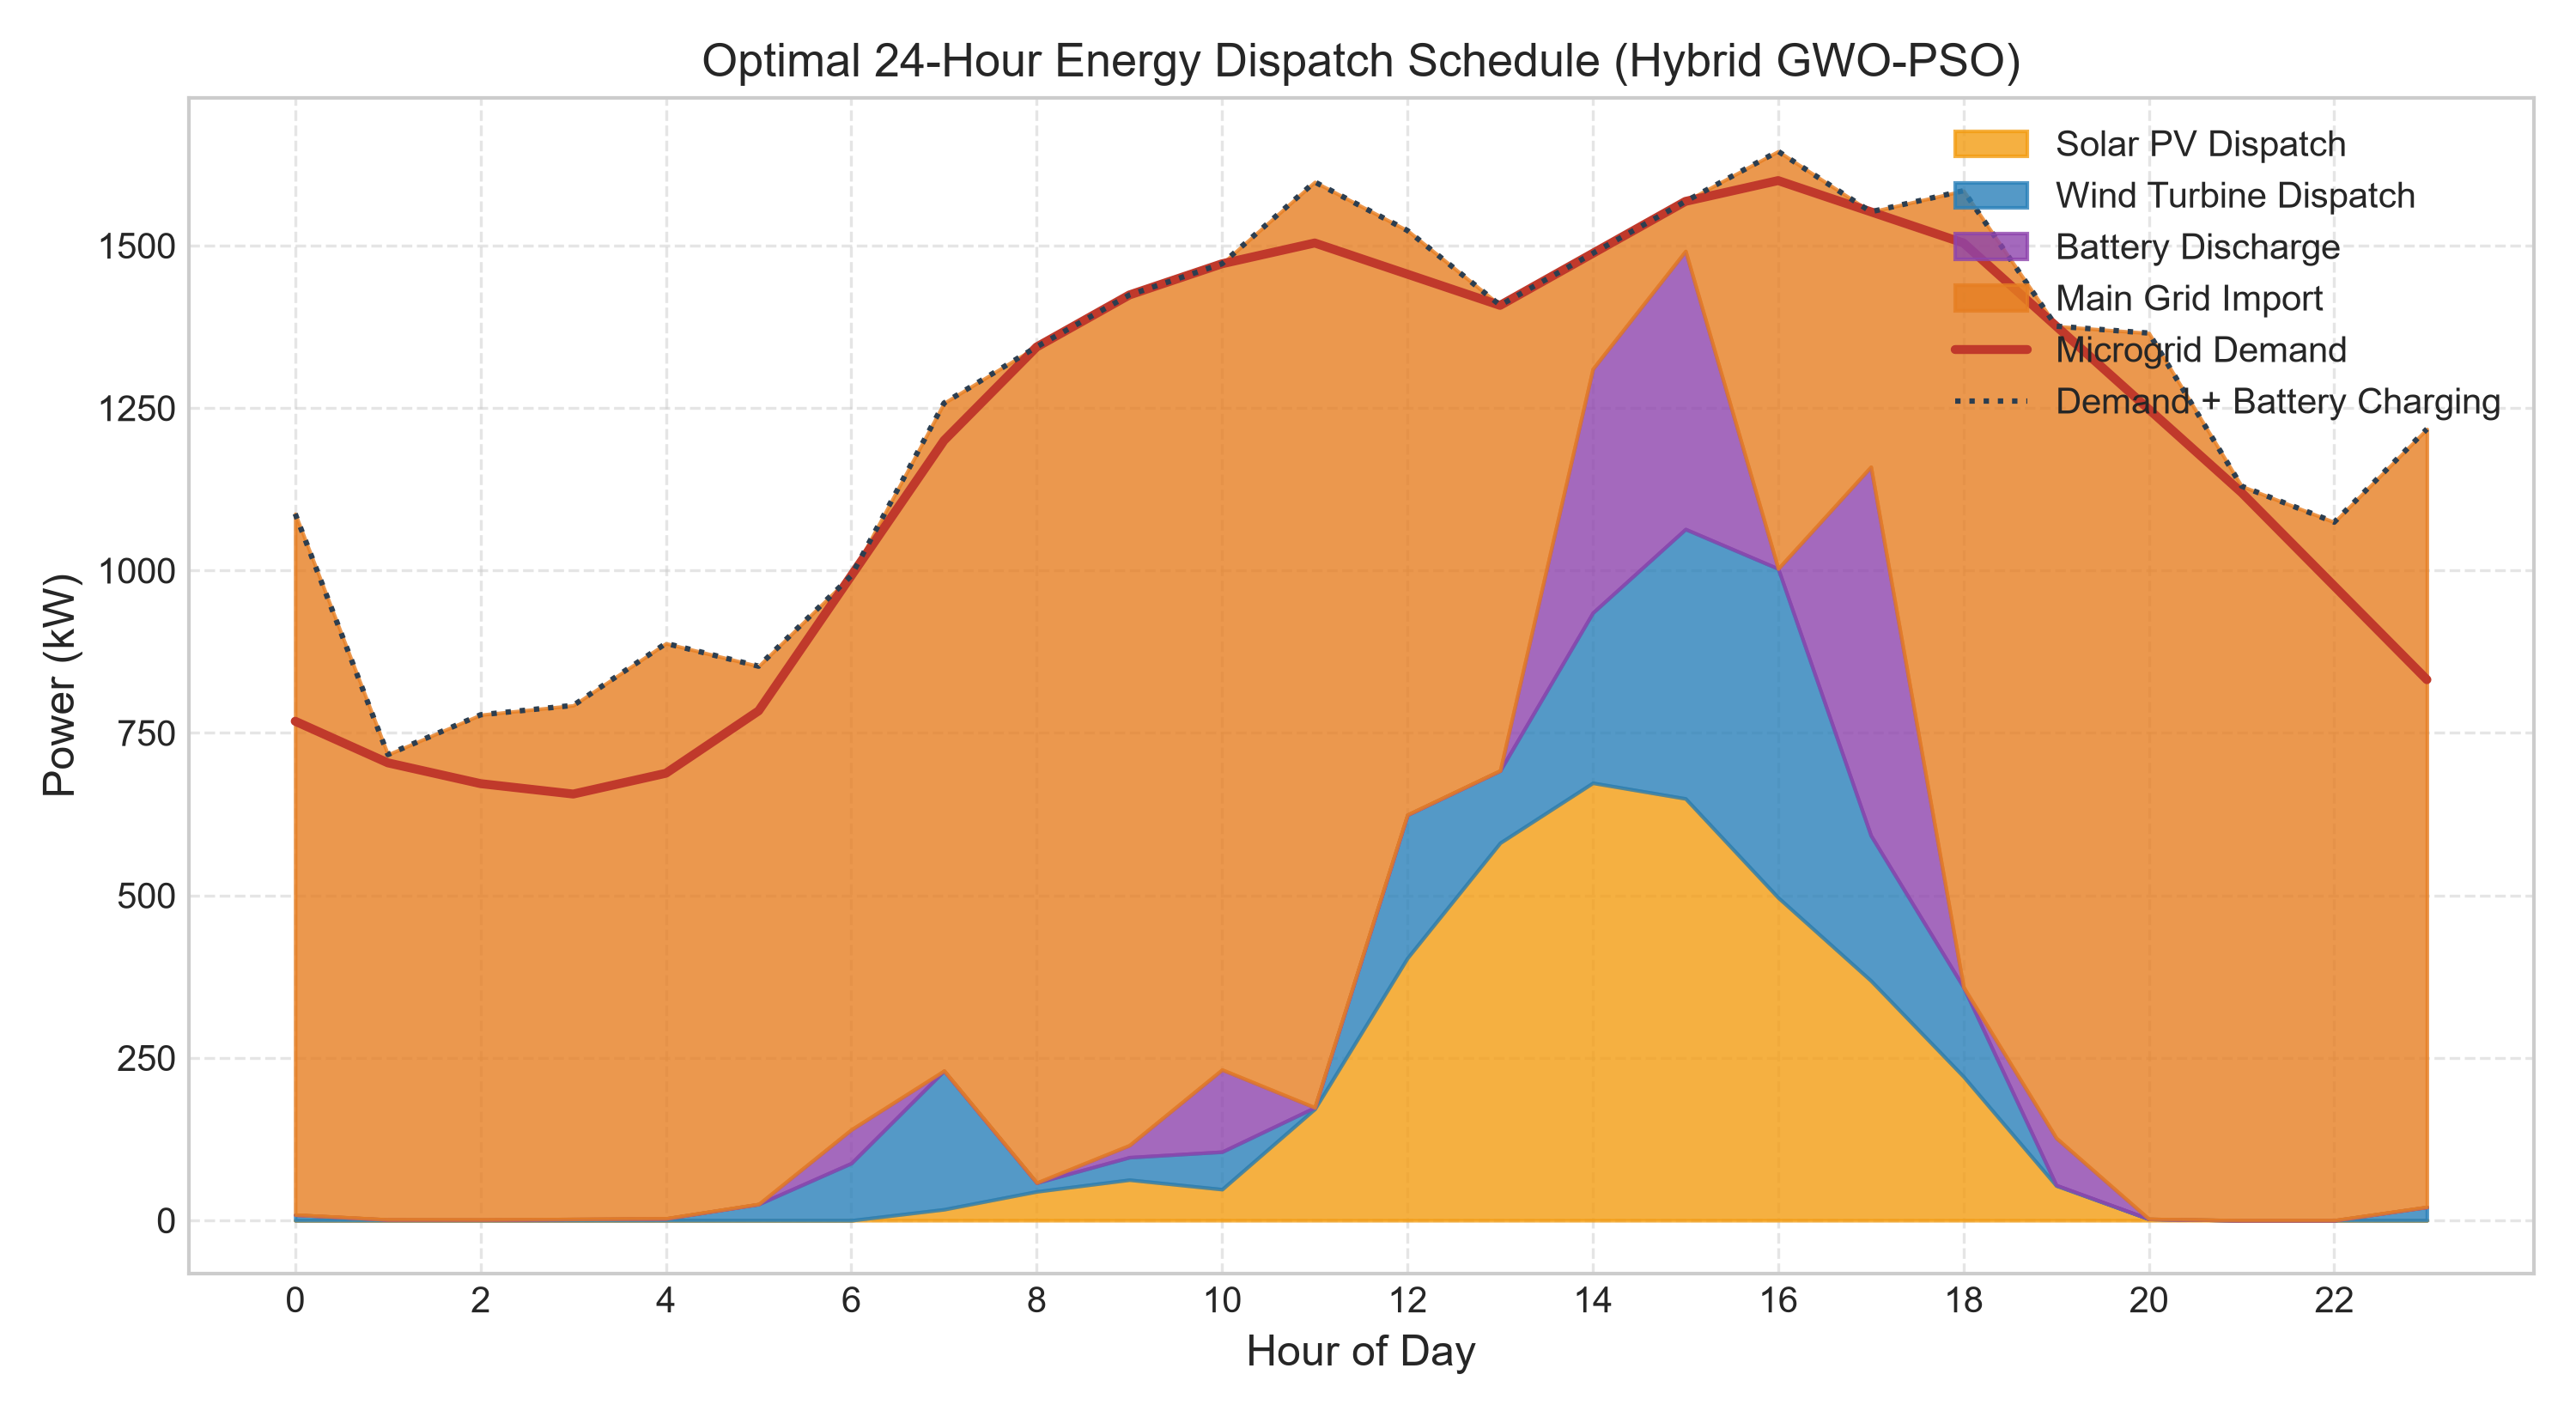 Optimal 24-Hour Energy Dispatch Schedule (Hybrid GWO-PSO)
Solar PV Dispatch
Wind Turbine Dispatch
Battery Discharge
Main Grid Import
Microgrid Demand
Demand + Battery Charging
Power (kW)
1500
1250
1000
750
500
250
0
0 2 4 6 8 10 12 14 16 18 20 22
Hour of Day